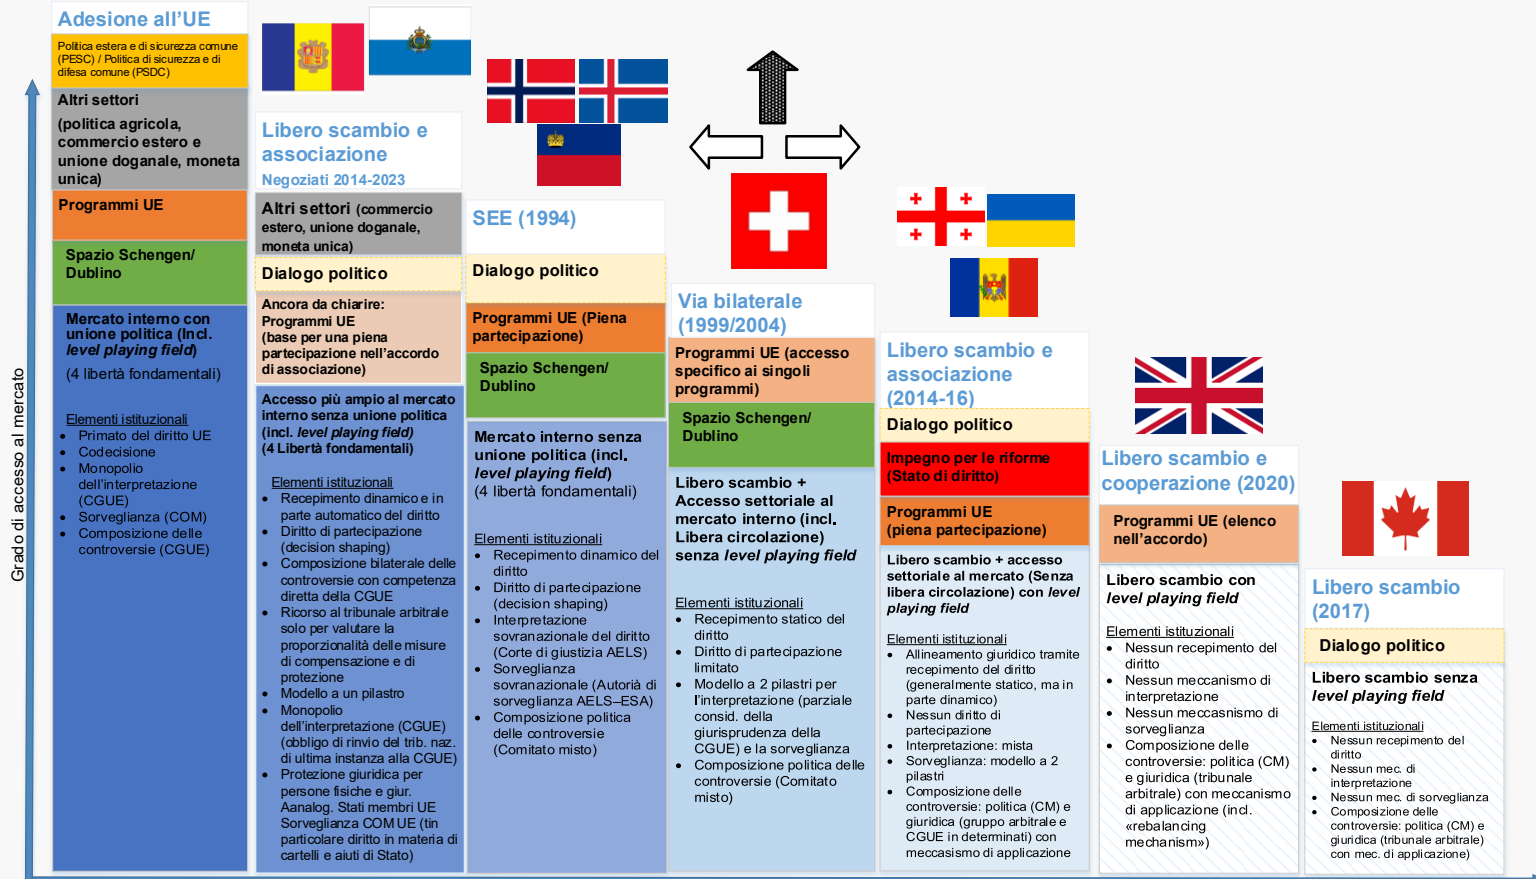 Grado di accesso al mercato
Adesione all'UE
Politica estera e di sicurezza comune
(PESC) / Politica di sicurezza e di
difesa comune (PSDC)
Altri settori
(politica agricola,
commercio estero e
unione doganale, moneta
unica)
Programmi UE
Spazio Schengen/
Dublino
Mercato interno con
unione politica (Incl.
level playing field)
(4 libertà fondamentali)
Elementi istituzionali
• Primato del diritto UE
• Codecisione
• Monopolio
dell'interpretazione
(CGUE)
• Sorveglianza (COM)
• Composizione delle
controversie (CGUE)
Libero scambio e
associazione
Negoziati 2014-2023
Altri settori (commercio
estero, unione doganale,
moneta unica)
Dialogo politico
Ancora da chiarire:
Programmi UE
(base per una piena
partecipazione nell'accordo
di associazione)
Accesso più ampio al mercato
interno senza unione politica
(incl. level playing field)
(4 Libertà fondamentali)
Elementi istituzionali
• Recepimento dinamico e in
parte automatico del diritto
• Diritto di partecipazione
(decision shaping)
• Composizione bilaterale delle
controversie con competenza
diretta della CGUE
• Ricorso al tribunale arbitrale
solo per valutare la
proporzionalità delle misure
di compensazione e di
protezione
• Modello a un pilastro
• Monopolio
dell'interpretazione (CGUE)
(obbligo di rinvio del trib. naz.
di ultima instanza alla CGUE)
• Protezione giuridica per
persone fisiche e giur.
Aanalog. Stati membri UE
Sorveglianza COM UE (tin
particolare diritto in materia di
cartelli e aiuti di Stato)
SEE (1994)
Dialogo politico
Programmi UE (Piena
partecipazione)
Spazio Schengen/
Dublino
Mercato interno senza
unione politica (incl.
level playing field)
(4 libertà fondamentali)
Elementi istituzionali
• Recepimento dinamico del
diritto
• Diritto di partecipazione
(decision shaping)
• Interpretazione
sovranazionale del diritto
(Corte di giustizia AELS)
• Sorveglianza
sovranazionale (Autorià di
sorveglianza AELS–ESA)
• Composizione politica
delle controversie
(Comitato misto)
Via bilaterale
(1999/2004)
Programmi UE (accesso
specifico ai singoli
programmi)
Spazio Schengen/
Dublino
Libero scambio +
Accesso settoriale al
mercato interno (incl.
Libera circolazione)
senza level playing field
Elementi istituzionali
• Recepimento statico del
diritto
• Diritto di partecipazione
limitato
• Modello a 2 pilastri per
l'interpretazione (parziale
consid. della
giurisprudenza della
CGUE) e la sorveglianza
• Composizione politica delle
controversie (Comitato
misto)
Libero scambio e
associazione
(2014-16)
Dialogo politico
Impegno per le riforme
(Stato di diritto)
Programmi UE
(piena partecipazione)
Libero scambio + accesso
settoriale al mercato (Senza
libera circolazione) con level
playing field
Elementi istituzionali
• Allineamento giuridico tramite
recepimento del diritto
(generalmente statico, ma in
parte dinamico)
• Nessun diritto di
partecipazione
• Interpretazione: mista
• Sorveglianza: modello a 2
pilastri
• Composizione delle
controversie: politica (CM) e
giuridica (gruppo arbitrale e
CGUE in determinati) con
meccasismo di applicazione
Libero scambio e
cooperazione (2020)
Programmi UE (elenco
nell'accordo)
Libero scambio con
level playing field
Elementi istituzionali
• Nessun recepimento del
diritto
• Nessun meccanismo di
interpretazione
• Nessun meccasnismo di
sorveglianza
• Composizione delle
controversie: politica (CM)
e giuridica (tribunale
arbitrale) con meccanismo
di applicazione (incl.
«rebalancing
mechanism»)
Libero scambio
(2017)
Dialogo politico
Libero scambio senza
level playing field
Elementi istituzionali
• Nessun recepimento del
diritto
• Nessun mec. di
interpretazione
• Nessun mec. di sorveglianza
• Composizione delle
controversie: politica (CM) e
giuridica (tribunale arbitrale)
con mec. di applicazione)